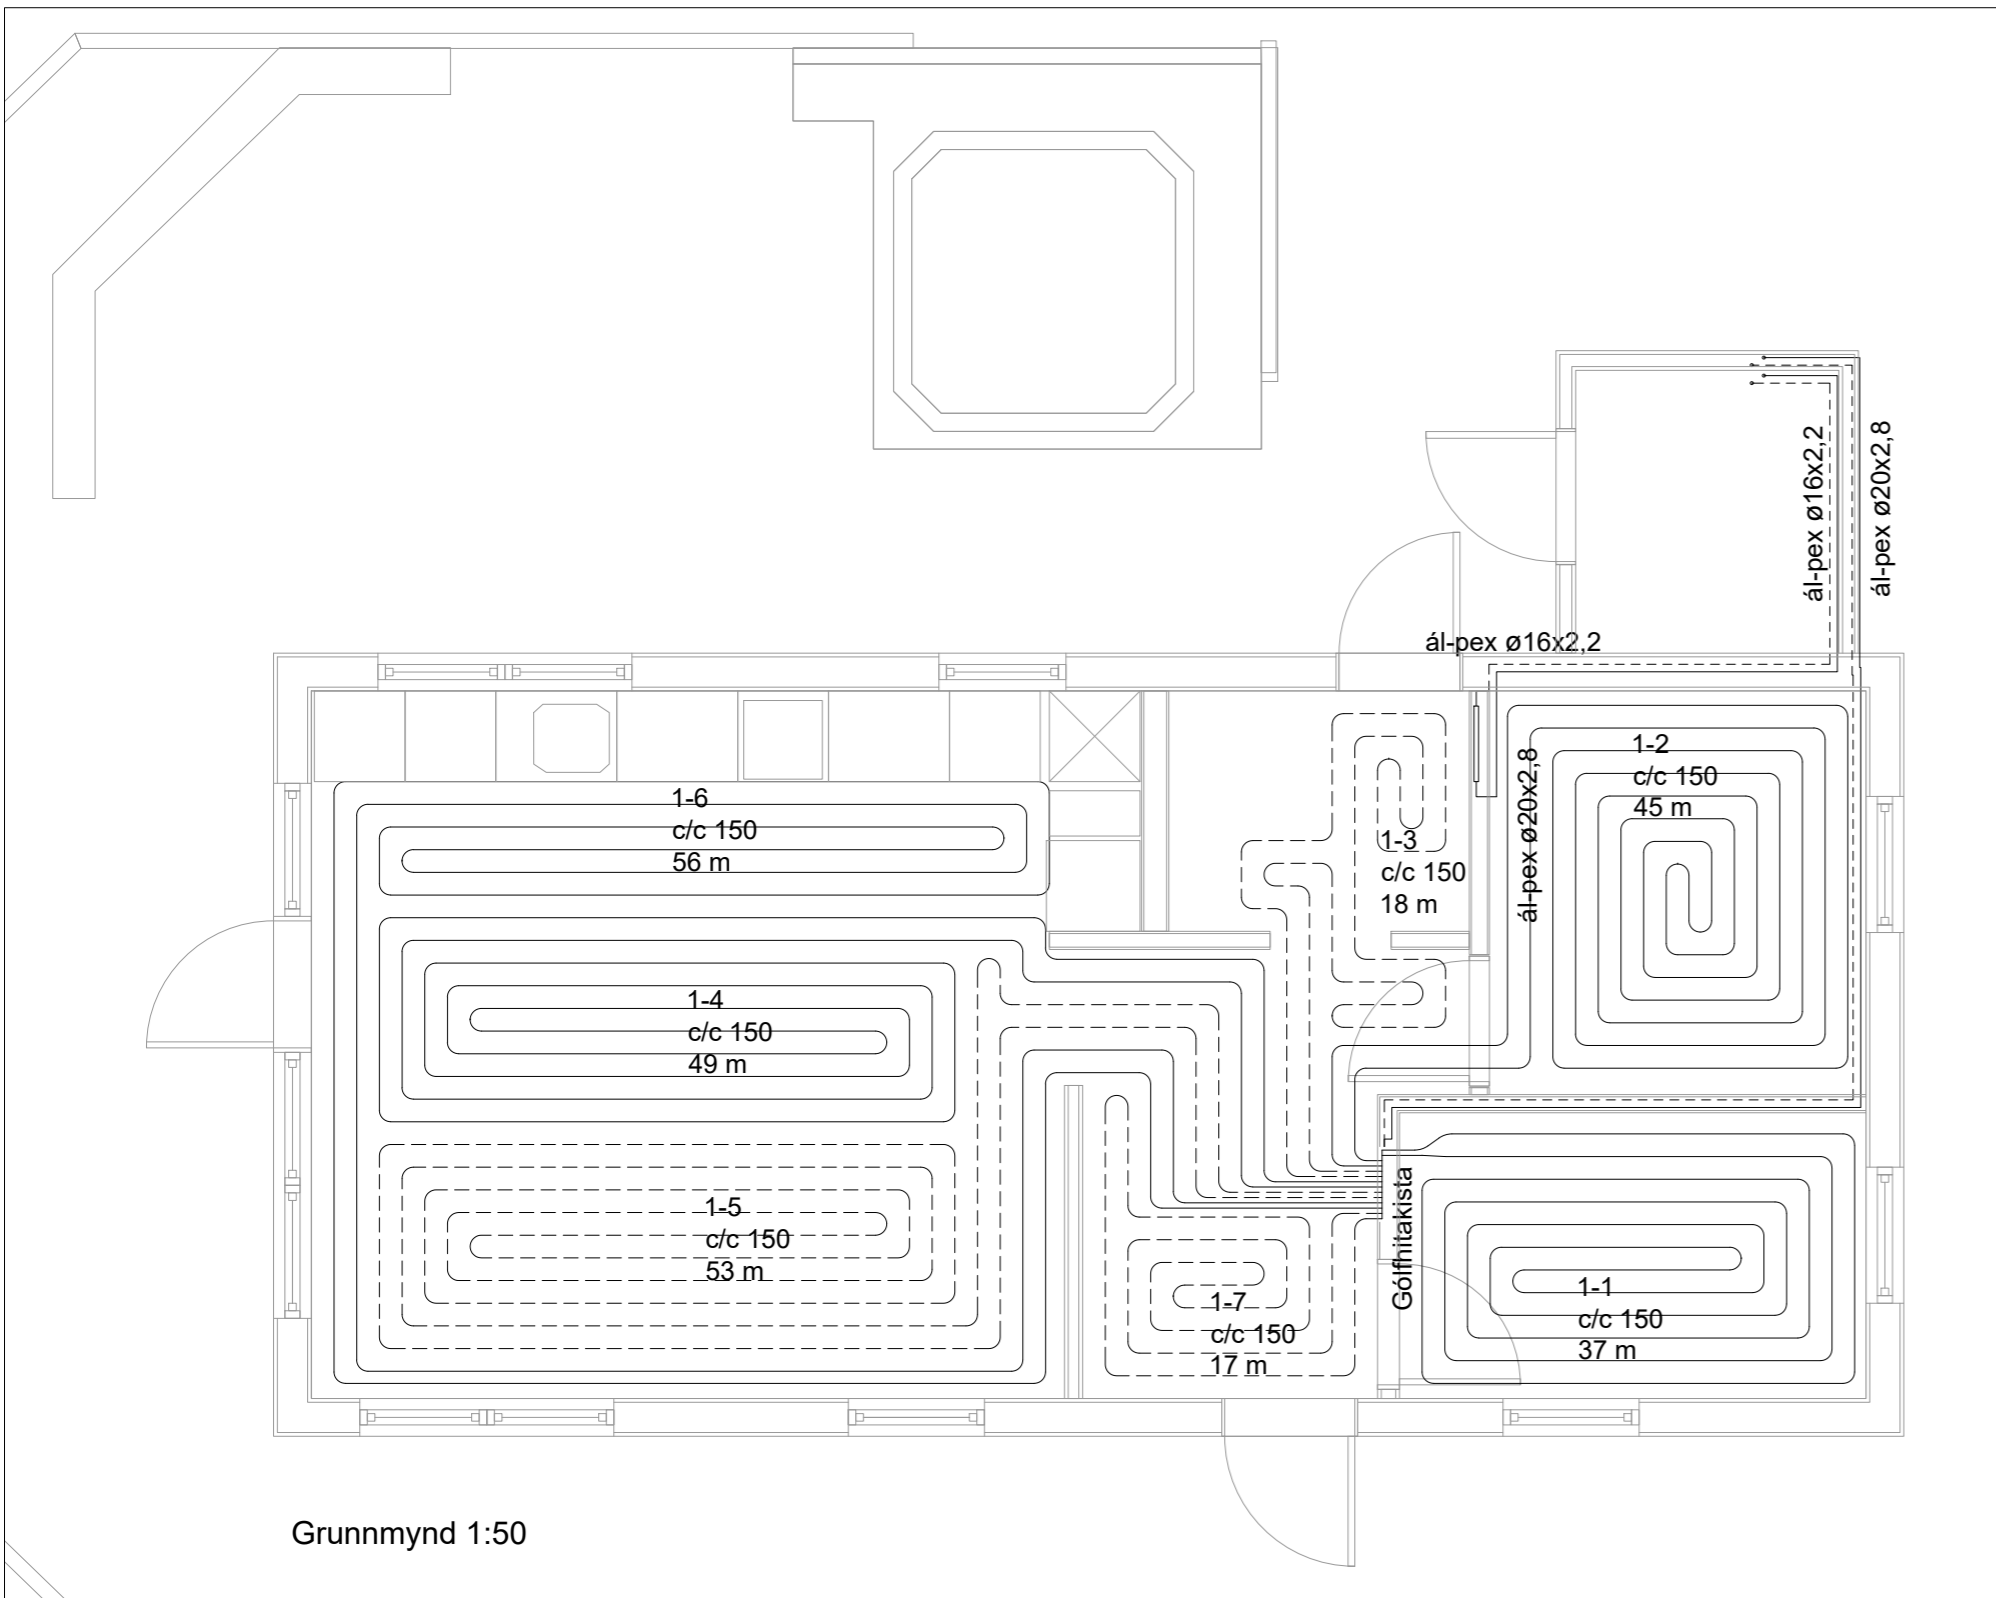 ál-pex ø16x2,2
ál-pex ø20x2,8
ál-pex ø16x2,2
ál-pex ø20x2,8
1-2
c/c 150
45 m
1-6
c/c 150
56 m
1-3
c/c 150
18 m
1-4
c/c 150
49 m
1-5
c/c 150
53 m
Gólfhitakista
1-7
c/c 150
17 m
1-1
c/c 150
37 m
Grunnmynd 1:50